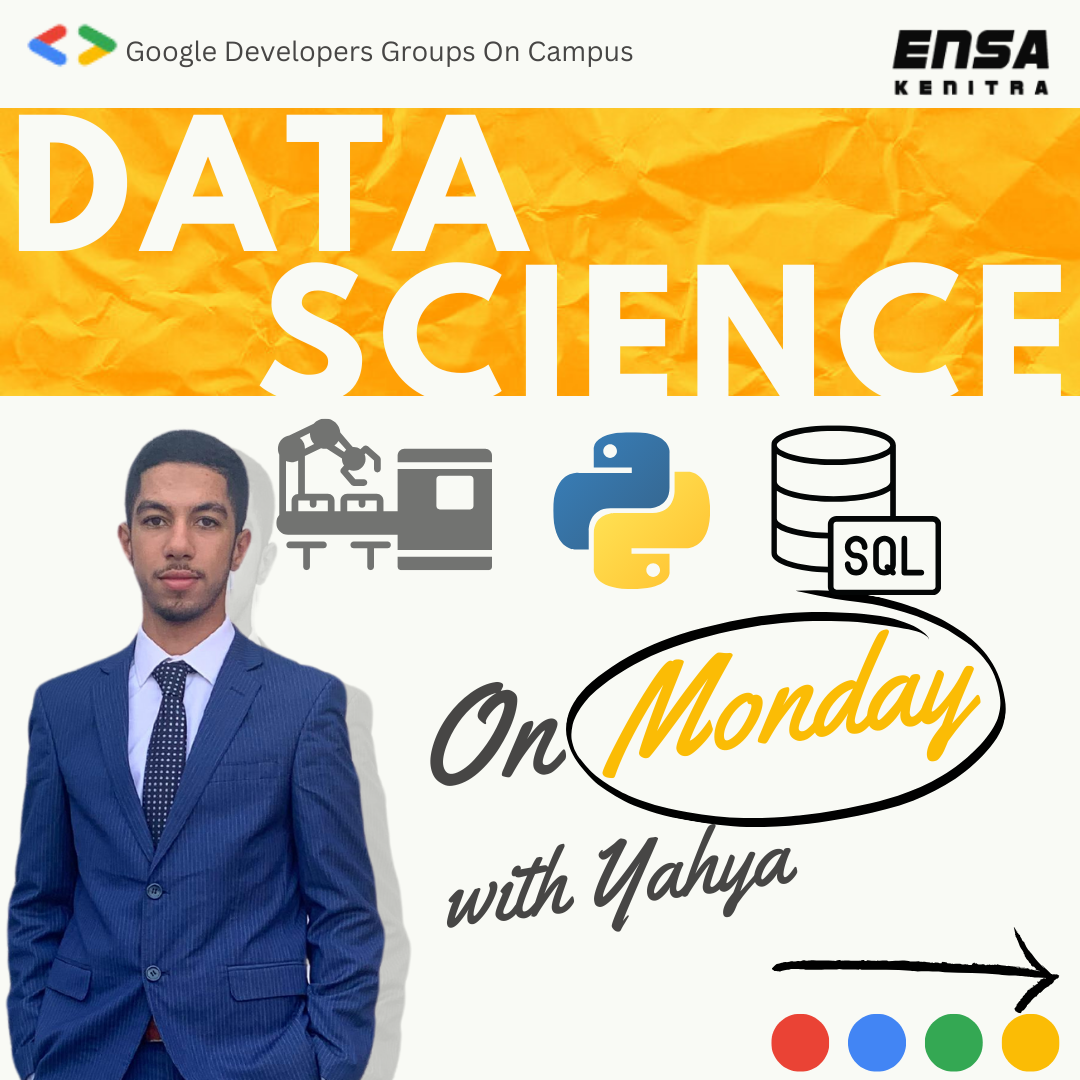 Google Developers Groups On Campus
ENSA
KENITRA
DATA
SCIENCE
SQL
On Monday
with Yahya